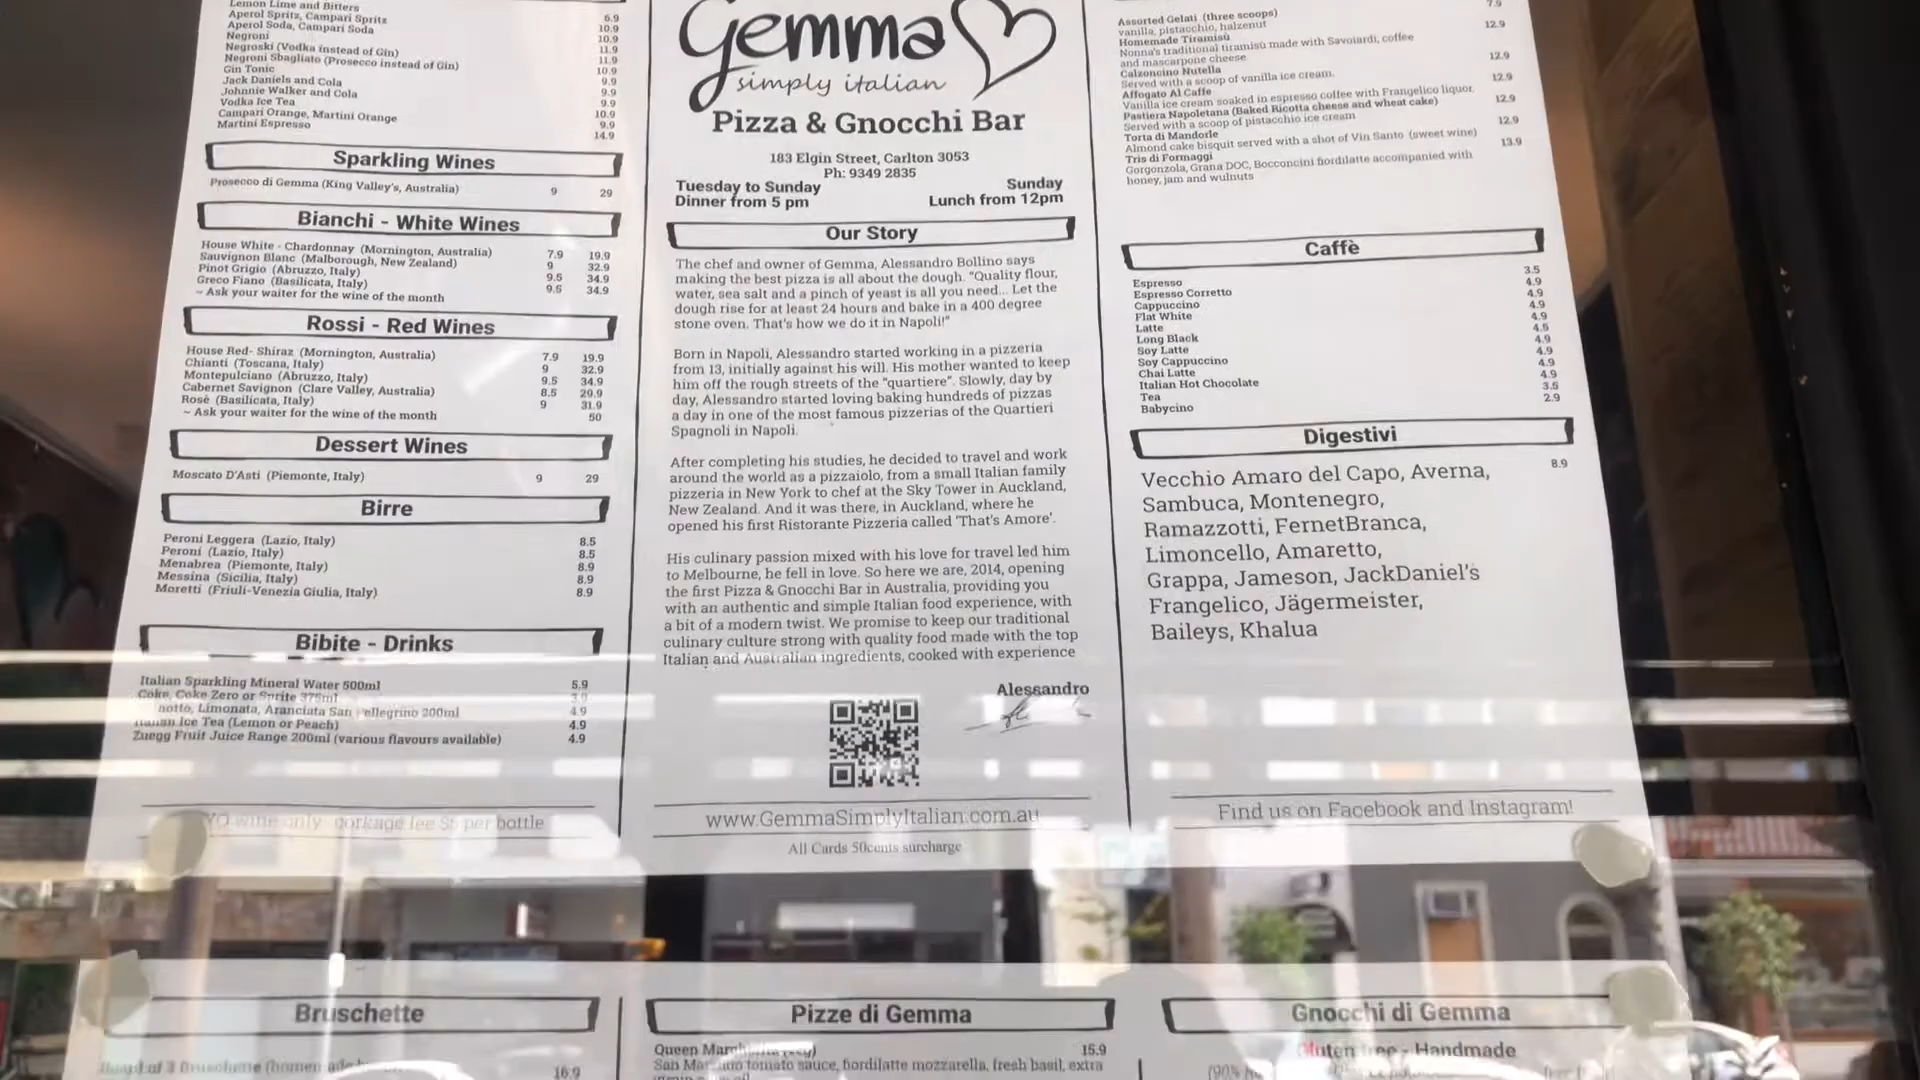 Lemon Lime and Bitters 6.9
Aperol Spritz, Campari Spritz 10.9
Aperol Soda, Campari Soda 10.9
Negroni 11.9
Negroski (Vodka instead of Gin) 11.9
Negroni Sbagliato (Prosecco instead of Gin) 10.9
Gin Tonic 9.9
Jack Daniels and Cola 9.9
Johnnie Walker and Cola 9.9
Vodka Ice Tea 10.9
Campari Orange, Martini Orange 9.9
Martini Espresso 14.9
Sparkling Wines
Prosecco di Gemma (King Valley's, Australia) 9 29
Bianchi - White Wines
House White - Chardonnay (Mornington, Australia) 7.9 19.9
Sauvignon Blanc (Malborough, New Zealand) 9 32.9
Pinot Grigio (Abruzzo, Italy) 9.5 34.9
Greco Fiano (Basilicata, Italy) 9.5 34.9
~ Ask your waiter for the wine of the month
Rossi - Red Wines
House Red- Shiraz (Mornington, Australia) 7.9 19.9
Chianti (Toscana, Italy) 9 32.9
Montepulciano (Abruzzo, Italy) 9.5 34.9
Cabernet Savignon (Clare Valley, Australia) 8.5 29.9
Rosé (Basilicata, Italy) 9 31.9
~ Ask your waiter for the wine of the month 50
Dessert Wines
Moscato D'Asti (Piemonte, Italy) 9 29
Birre
Peroni Leggera (Lazio, Italy) 8.5
Peroni (Lazio, Italy) 8.5
Menabrea (Piemonte, Italy) 8.9
Messina (Sicilia, Italy) 8.9
Moretti (Friuli-Venezia Giulia, Italy) 8.9
Bibite - Drinks
Italian Sparkling Mineral Water 500ml 5.9
Coke, Coke Zero or Sprite 375ml
Limonata, Aranciata San Pellegrino 200ml 4.9
Italian Ice Tea (Lemon or Peach) 4.9
Zuegg Fruit Juice Range 200ml (various flavours available) 4.9
wine only corkage fee per bottle
Gemma
simply italian
Pizza & Gnocchi Bar
183 Elgin Street, Carlton 3053
Ph: 9349 2835
Tuesday to Sunday Sunday
Dinner from 5 pm Lunch from 12pm
Our Story
The chef and owner of Gemma, Alessandro Bollino says
making the best pizza is all about the dough. "Quality flour,
water, sea salt and a pinch of yeast is all you need... Let the
dough rise for at least 24 hours and bake in a 400 degree
stone oven. That's how we do it in Napoli!"
Born in Napoli, Alessandro started working in a pizzeria
from 13, initially against his will. His mother wanted to keep
him off the rough streets of the "quartiere". Slowly, day by
day, Alessandro started loving baking hundreds of pizzas
a day in one of the most famous pizzerias of the Quartieri
Spagnoli in Napoli.
After completing his studies, he decided to travel and work
around the world as a pizzaiolo, from a small Italian family
pizzeria in New York to chef at the Sky Tower in Auckland,
New Zealand. And it was there, in Auckland, where he
opened his first Ristorante Pizzeria called 'That's Amore'.
His culinary passion mixed with his love for travel led him
to Melbourne, he fell in love. So here we are, 2014, opening
the first Pizza & Gnocchi Bar in Australia, providing you
with an authentic and simple Italian food experience, with
a bit of a modern twist. We promise to keep our traditional
culinary culture strong with quality food made with the top
Italian and Australian ingredients, cooked with experience
Alessandro
www.GemmaSimplyItalian.com.au
All Cards 50cents surcharge
7.9
Assorted Gelati (three scoops)
vanilla, pistacchio, halzenut 12.9
Homemade Tiramisù
Nonna's traditional tiramisù made with Savoiardi, coffee
and mascarpone cheese 12.9
Calzoncino Nutella
Served with a scoop of vanilla ice cream. 12.9
Affogato Al Caffe
Vanilla ice cream soaked in espresso coffee with Frangelico liquor 12.9
Pastiera Napoletana (Baked Ricotta cheese and wheat cake)
Served with a scoop of pistacchio ice cream 12.9
Torta di Mandorle
Almond cake bisquit served with a shot of Vin Santo (sweet wine) 13.9
Tris di Formaggi
Gorgonzola, Grana DOC, Bocconcini fiordilatte accompanied with
honey, jam and wulnuts
Caffè
3.5
Espresso 4.9
Espresso Corretto 4.9
Cappuccino 4.9
Flat White 4.9
Latte 4.5
Long Black 4.9
Soy Latte 4.9
Soy Cappuccino 4.9
Chai Latte 4.9
Italian Hot Chocolate 3.5
Tea 2.9
Babycino
Digestivi
8.9
Vecchio Amaro del Capo, Averna,
Sambuca, Montenegro,
Ramazzotti, FernetBranca,
Limoncello, Amaretto,
Grappa, Jameson, JackDaniel's
Frangelico, Jägermeister,
Baileys, Khalua
Find us on Facebook and Instagram!
Bruschette
of 3 Bruschette 16.9
Pizze di Gemma
Queen Margherita (veg) 15.9
San Marzano tomato sauce, fiordilatte mozzarella, fresh basil, extra
Gnocchi di Gemma
Gluten free - Handmade